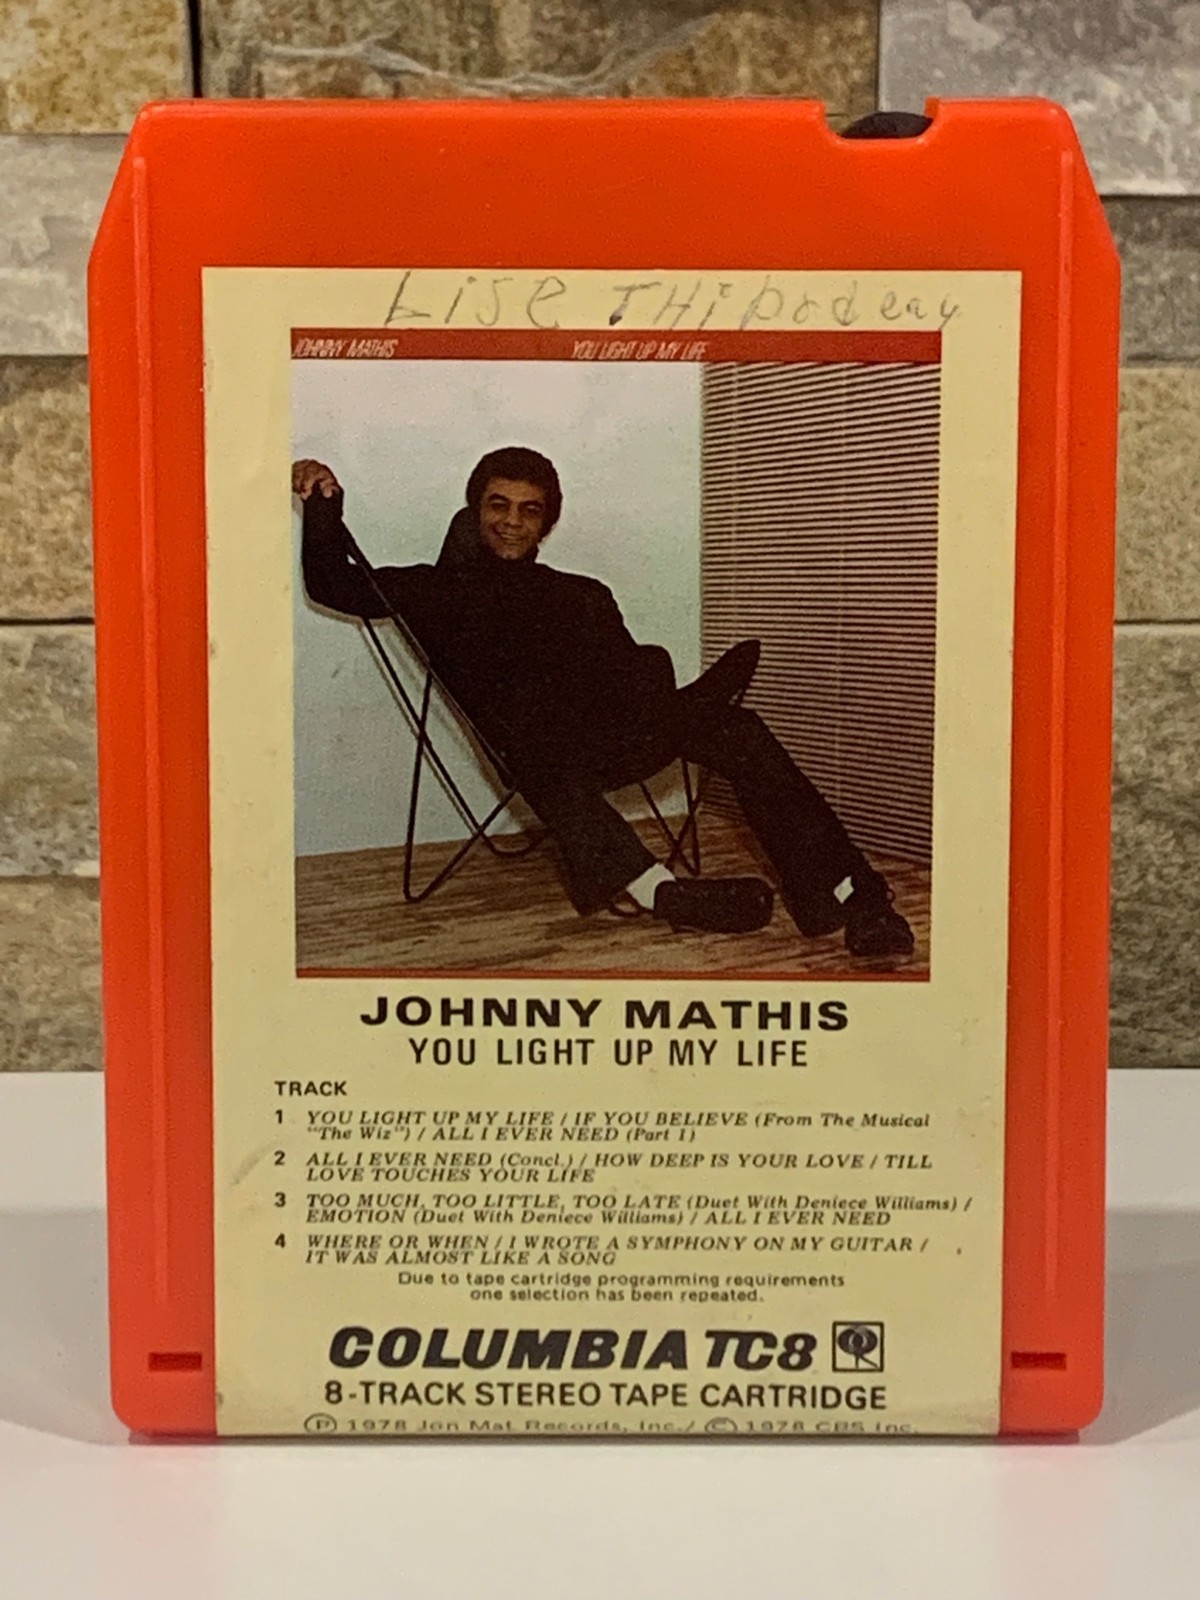 Lise THibodeay
JOHNNY MATHIS YOU LIGHT UP MY LIFE
JOHNNY MATHIS
YOU LIGHT UP MY LIFE
TRACK
1 YOU LIGHT UP MY LIFE / IF YOU BELIEVE (From The Musical
"The Wiz") / ALL I EVER NEED (Part I)
2 ALL I EVER NEED (Concl.) / HOW DEEP IS YOUR LOVE / TILL
LOVE TOUCHES YOUR LIFE
3 TOO MUCH, TOO LITTLE, TOO LATE (Duet With Deniece Williams) /
EMOTION (Duet With Deniece Williams) / ALL I EVER NEED
4 WHERE OR WHEN / I WROTE A SYMPHONY ON MY GUITAR /
IT WAS ALMOST LIKE A SONG
Due to tape cartridge programming requirements
one selection has been repeated.
COLUMBIA TC8
8-TRACK STEREO TAPE CARTRIDGE
Ⓟ 1978 Jon Mat Records, Inc./ © 1978 CBS Inc.